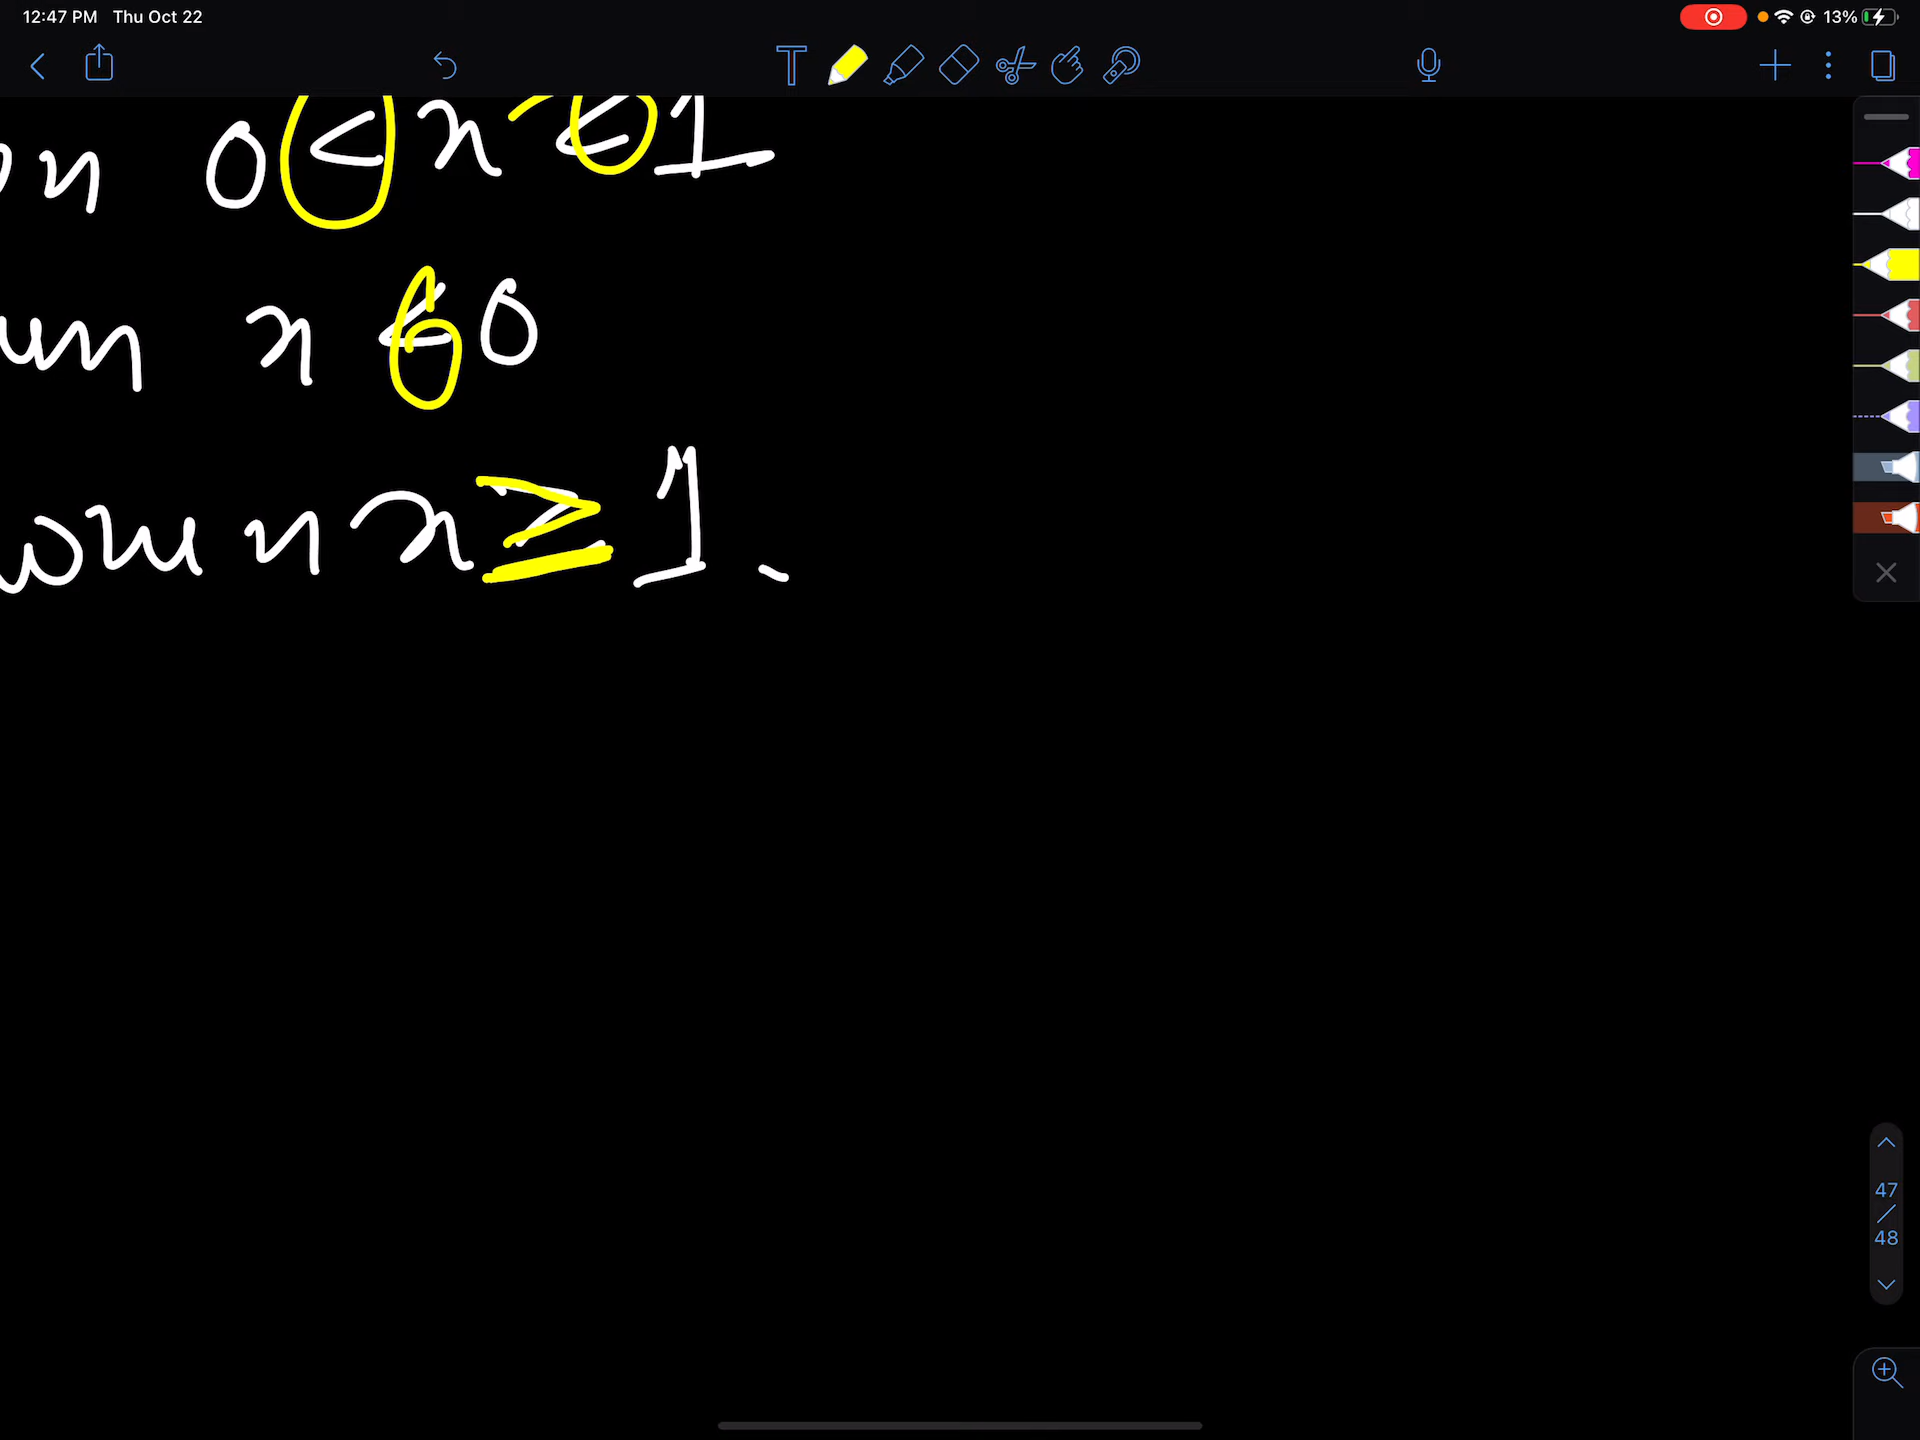 12:47 PM Thu Oct 22
13%
0 < x < 1
x < 0
x ≥ 1.
47
/
48